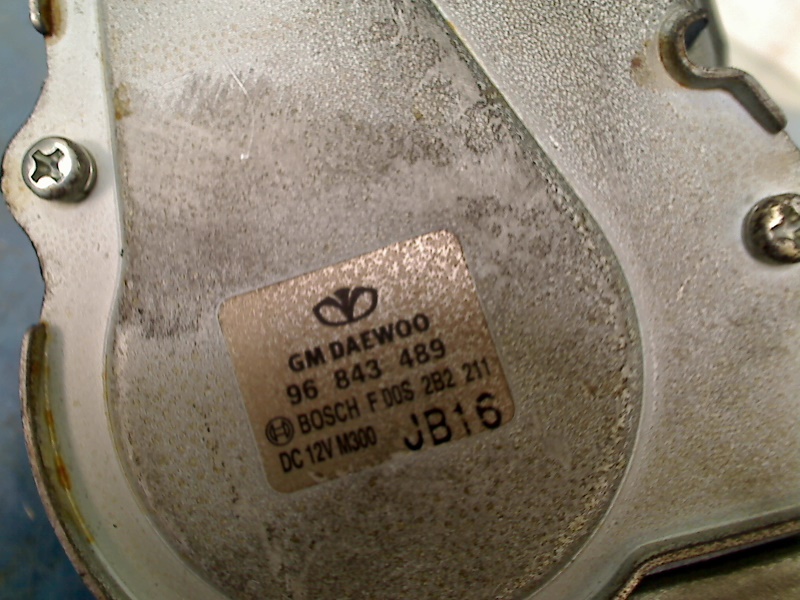 GM DAEWOO
96 843 489
BOSCH F 00S 2B2 211
DC 12V M300 JB16